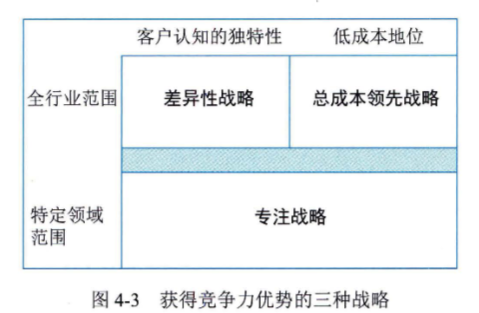 客户认知的独特性 低成本地位
全行业范围 差异性战略 总成本领先战略
特定领域
范围
专注战略
图 4-3 获得竞争力优势的三种战略